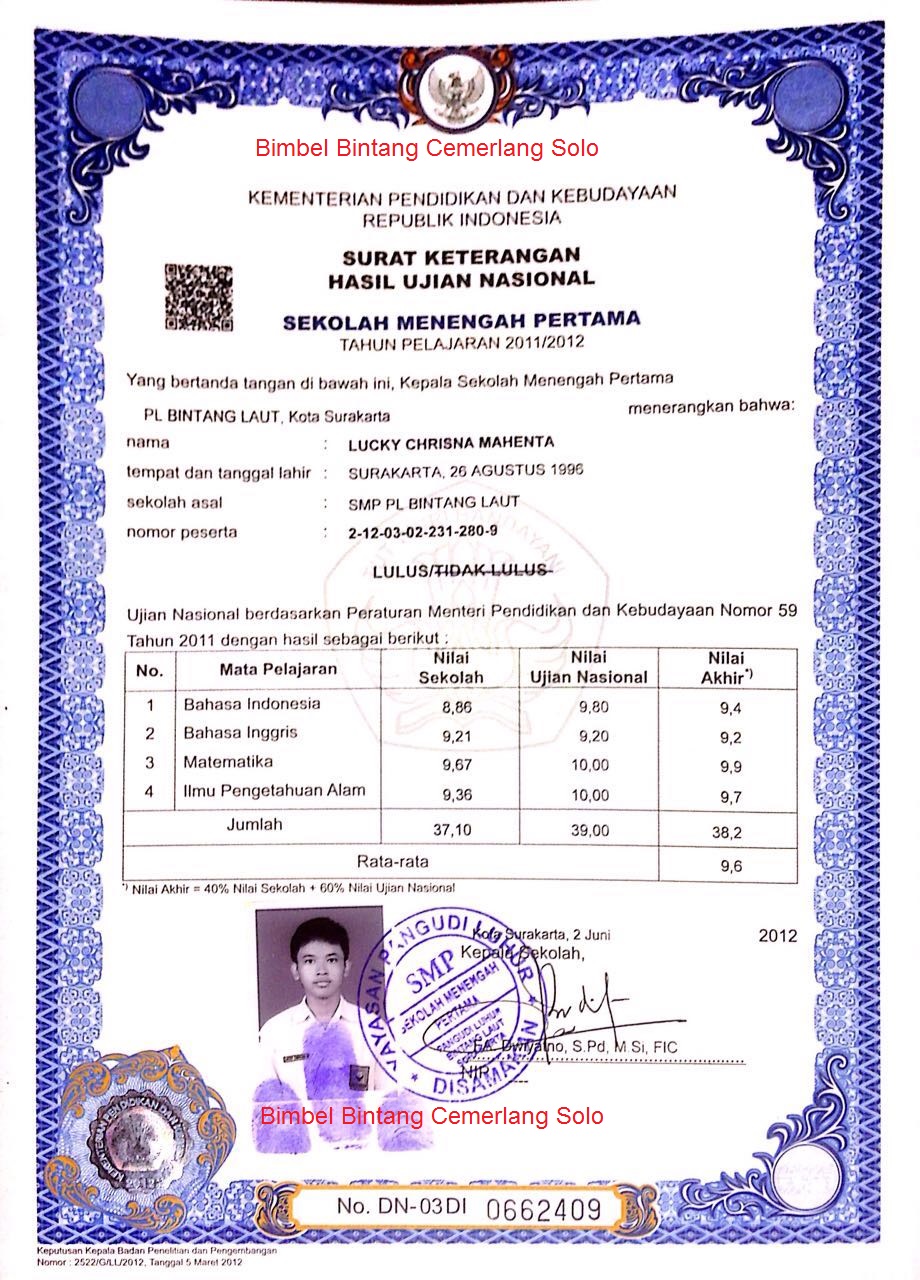 Bimbel Bintang Cemerlang Solo
KEMENTERIAN PENDIDIKAN DAN KEBUDAYAAN
REPUBLIK INDONESIA
SURAT KETERANGAN
HASIL UJIAN NASIONAL
SEKOLAH MENENGAH PERTAMA
TAHUN PELAJARAN 2011/2012
Yang bertanda tangan di bawah ini, Kepala Sekolah Menengah Pertama
PL BINTANG LAUT, Kota Surakarta menerangkan bahwa:
nama : LUCKY CHRISNA MAHENTA
tempat dan tanggal lahir : SURAKARTA, 26 AGUSTUS 1996
sekolah asal : SMP PL BINTANG LAUT
nomor peserta : 2-12-03-02-231-280-9
LULUS/TIDAK LULUS
Ujian Nasional berdasarkan Peraturan Menteri Pendidikan dan Kebudayaan Nomor 59
Tahun 2011 dengan hasil sebagai berikut :
No. Mata Pelajaran Nilai Sekolah Nilai Ujian Nasional Nilai Akhir*)
1 Bahasa Indonesia 8,86 9,80 9,4
2 Bahasa Inggris 9,21 9,20 9,2
3 Matematika 9,67 10,00 9,9
4 Ilmu Pengetahuan Alam 9,36 10,00 9,7
Jumlah 37,10 39,00 38,2
Rata-rata 9,6
*) Nilai Akhir = 40% Nilai Sekolah + 60% Nilai Ujian Nasional
Kota Surakarta, 2 Juni 2012
Kepala Sekolah,
YAYASAN PANGUDI LUHUR
SMP
SEKOLAH MENENGAH
PERTAMA
PANGUDI LUHUR
BINTANG LAUT
SURAKARTA
DISAMAKAN
Dwiyatno, S.Pd, M.Si, FIC
NIP.
Bimbel Bintang Cemerlang Solo
KEMENTERIAN PENDIDIKAN DAN
2012
No. DN-03DI 0662409
Keputusan Kepala Badan Penelitian dan Pengembangan
Nomor : 2522/G/LL/2012, Tanggal 5 Maret 2012